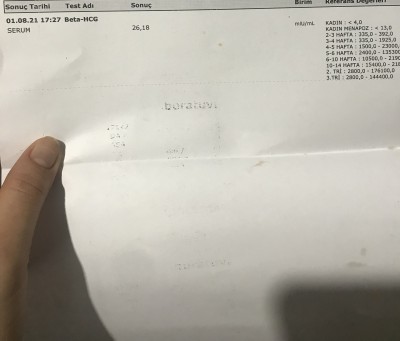 Sonuç Tarihi Test Adı Sonuç Birim Referans Değerleri
01.08.21 17:27 Beta-HCG 26,18 mIU/mL KADIN : < 4,0
SERUM KADIN MENAPOZ : < 13,0
2-3 HAFTA : 335,0 - 392,0
3-4 HAFTA : 335,0 - 1925,0
4-5 HAFTA : 1500,0 - 23000,
5-6 HAFTA : 2400,0 - 135300
6-10 HAFTA : 10500,0 -
10-14 HAFTA : 15400,0 -
2. TRİ : 2800,0 - 176100,0
3.TRİ : 2800,0 - 144400,0